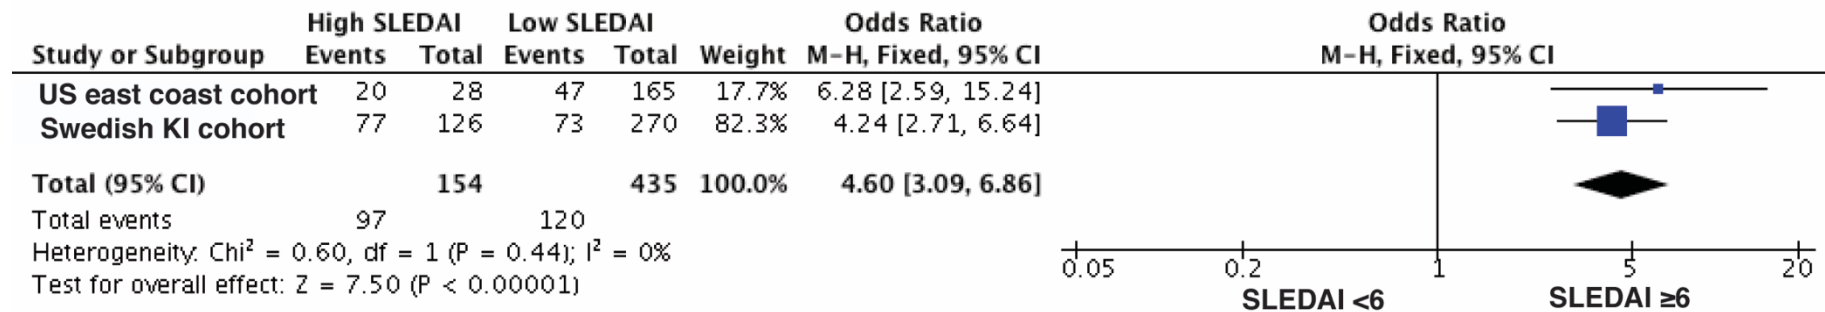 High SLEDAI Low SLEDAI Odds Ratio Odds Ratio
Study or Subgroup Events Total Events Total Weight M-H, Fixed, 95% CI M-H, Fixed, 95% CI
US east coast cohort 20 28 47 165 17.7% 6.28 [2.59, 15.24]
Swedish KI cohort 77 126 73 270 82.3% 4.24 [2.71, 6.64]
Total (95% CI) 154 435 100.0% 4.60 [3.09, 6.86]
Total events 97 120
Heterogeneity: Chi² = 0.60, df = 1 (P = 0.44); I² = 0%
Test for overall effect: Z = 7.50 (P < 0.00001)
0.05 0.2 1 5 20
SLEDAI <6 SLEDAI ≥6